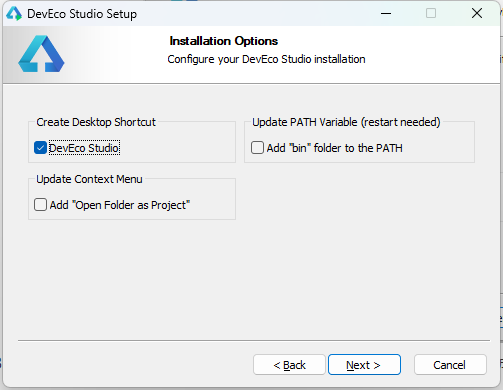 DevEco Studio Setup
Installation Options
Configure your DevEco Studio installation
Create Desktop Shortcut
DevEco Studio
Update PATH Variable (restart needed)
Add "bin" folder to the PATH
Update Context Menu
Add "Open Folder as Project"
< Back
Next >
Cancel